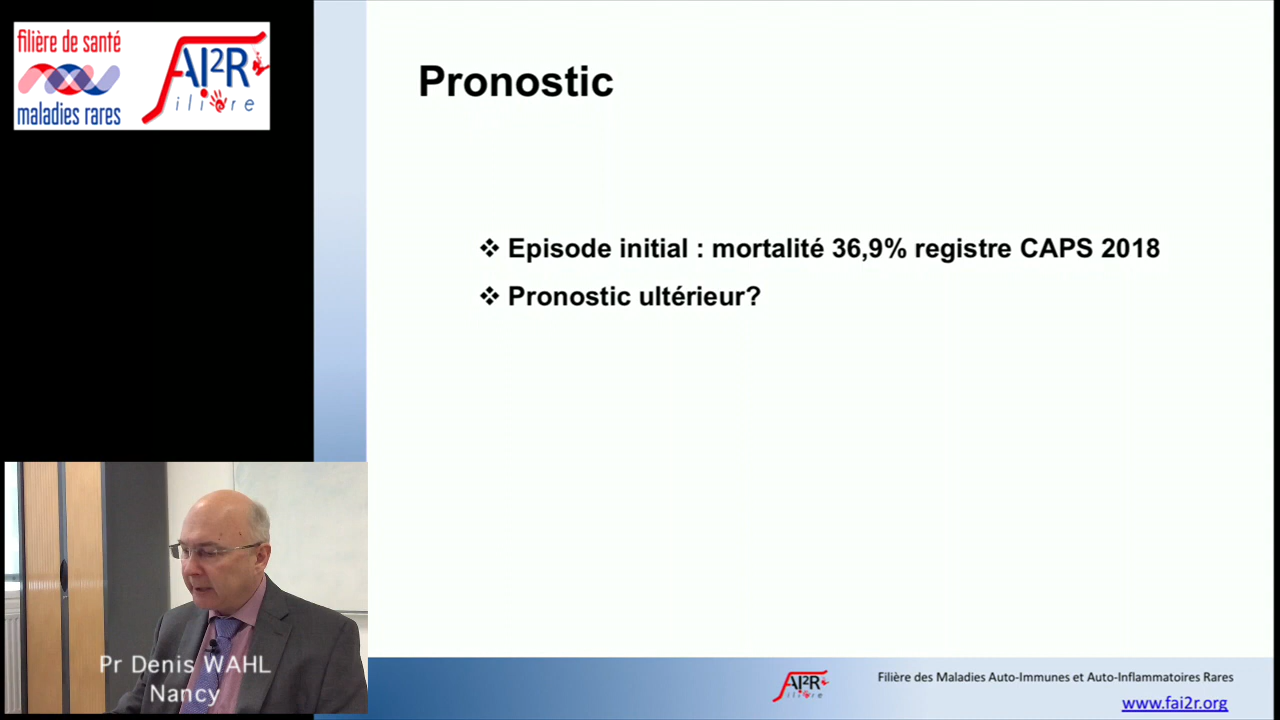 filière de santé
maladies rares
FAI2R
filière
Pronostic
❖ Episode initial : mortalité 36,9% registre CAPS 2018
❖ Pronostic ultérieur?
Pr Denis WAHL
Nancy
FAI2R
filière
Filière des Maladies Auto-Immunes et Auto-Inflammatoires Rares
www.fai2r.org